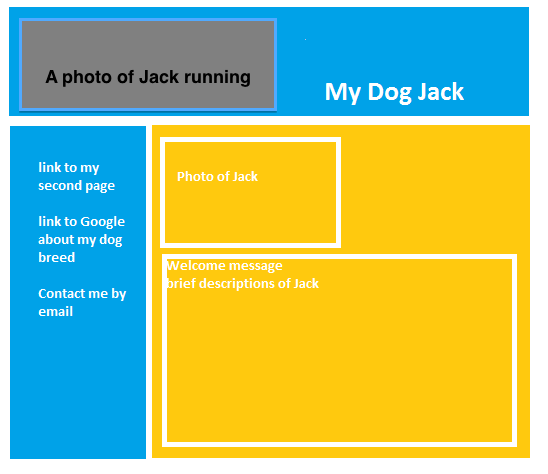 A photo of Jack running
My Dog Jack
link to my
second page
link to Google
about my dog
breed
Contact me by
email
Photo of Jack
Welcome message
brief descriptions of Jack